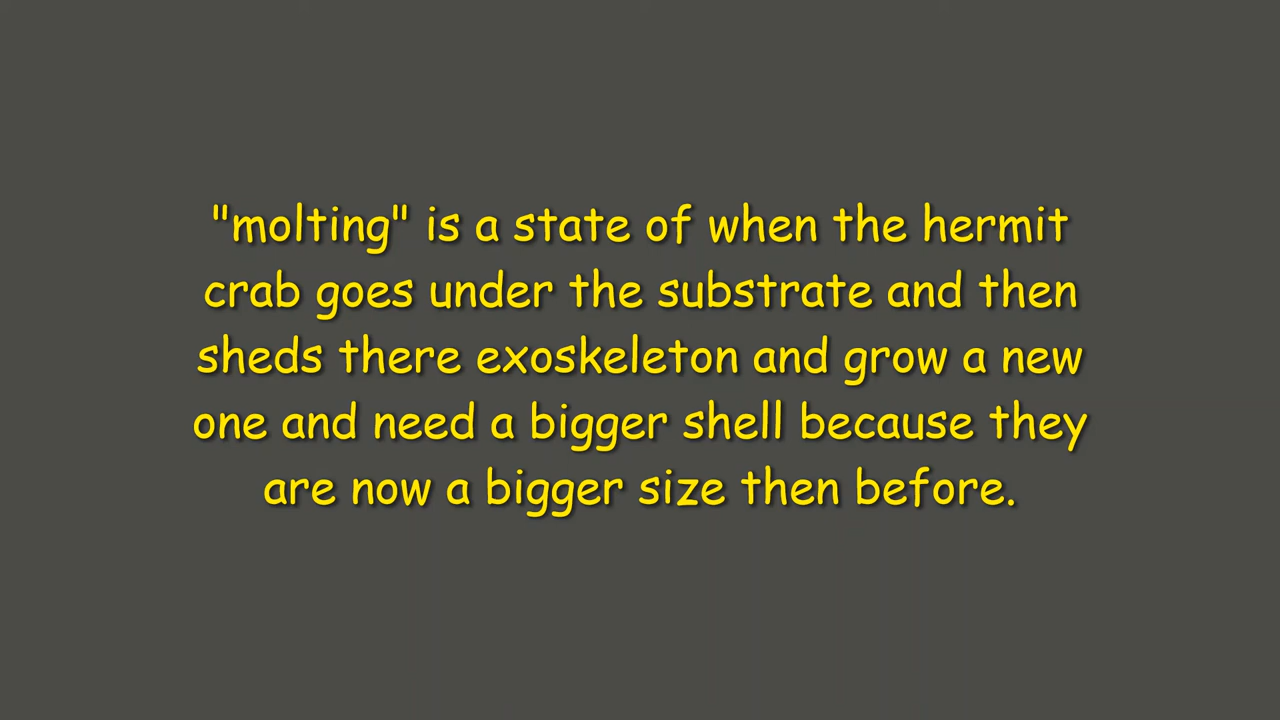 "molting" is a state of when the hermit
crab goes under the substrate and then
sheds there exoskeleton and grow a new
one and need a bigger shell because they
are now a bigger size then before.